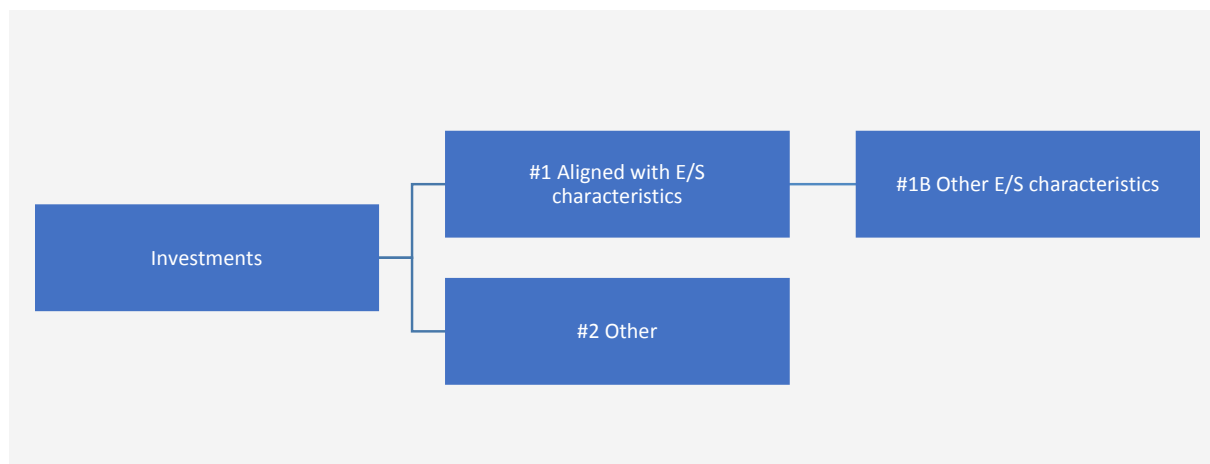 #1 Aligned with E/S
characteristics
#1B Other E/S characteristics
Investments
#2 Other